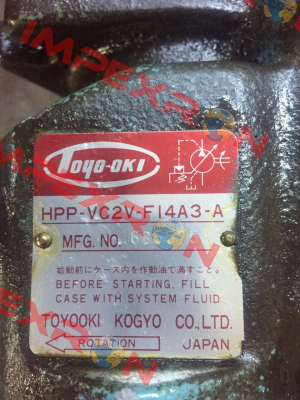 TOYO-OKI
HPP-VC2V-F14A3-A
MFG. NO.
始動前にケース内を作動油で満すこと。
BEFORE STARTING, FILL
CASE WITH SYSTEM FLUID
TOYOOKI KOGYO CO., LTD.
ROTATION JAPAN
IMPEXRON